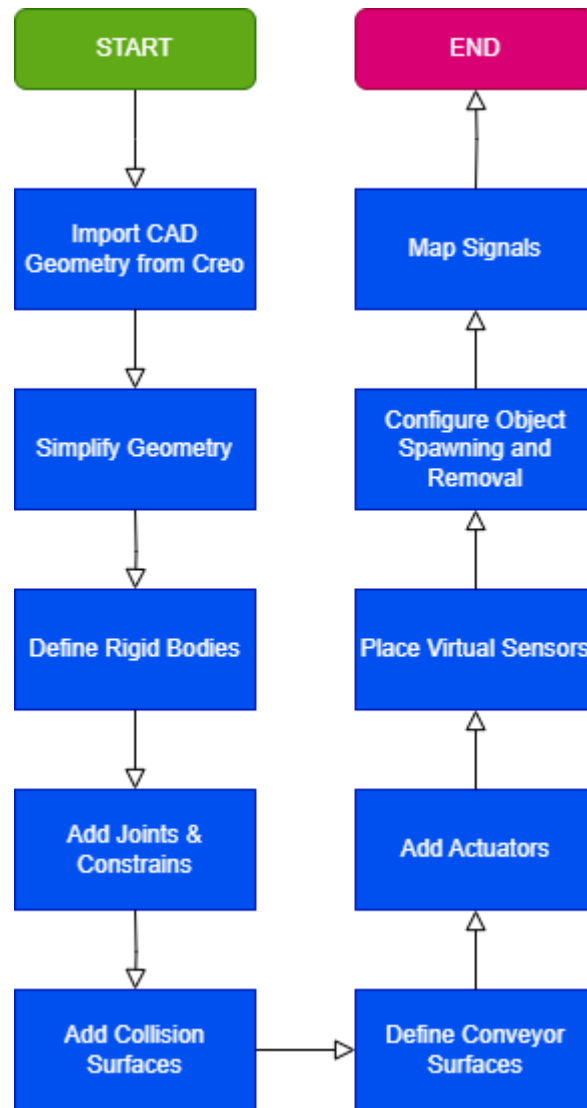 START
Import CAD
Geometry from Creo
Simplify Geometry
Define Rigid Bodies
Add Joints &
Constrains
Add Collision
Surfaces
Define Conveyor
Surfaces
Add Actuators
Place Virtual Sensors
Configure Object
Spawning and
Removal
Map Signals
END